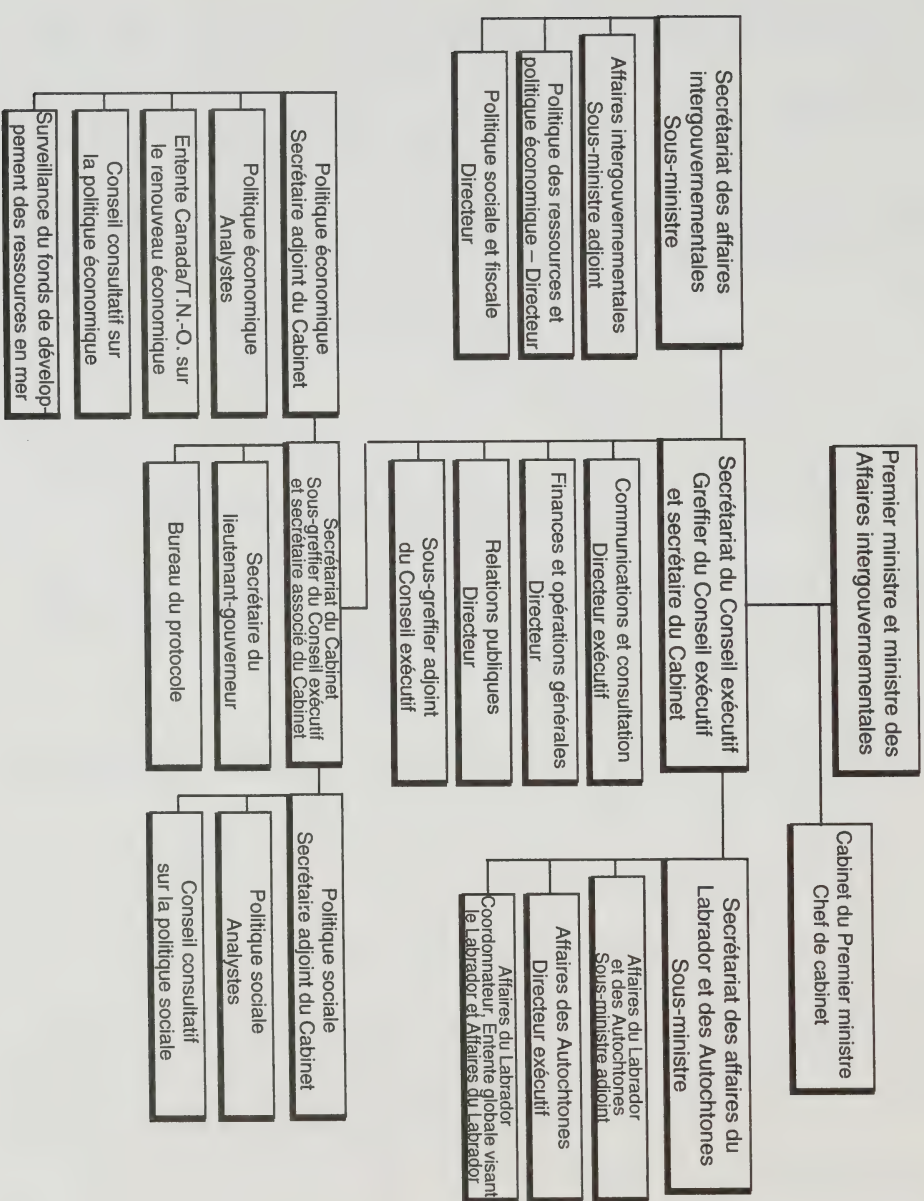 Premier ministre et ministre des
Affaires intergouvernementales
Cabinet du Premier ministre
Chef de cabinet
Secrétariat des affaires
intergouvernementales
Sous-ministre
Affaires intergouvernementales
Sous-ministre adjoint
Politique des ressources et
politique économique – Directeur
Politique sociale et fiscale
Directeur
Secrétariat du Conseil exécutif
Greffier du Conseil exécutif
et secrétaire du Cabinet
Communications et consultation
Directeur exécutif
Finances et opérations générales
Directeur
Relations publiques
Directeur
Sous-greffier adjoint
du Conseil exécutif
Secrétariat des affaires du
Labrador et des Autochtones
Sous-ministre
Affaires du Labrador
et des Autochtones
Sous-ministre adjoint
Affaires des Autochtones
Directeur exécutif
Affaires du Labrador
Coordonnateur, Entente globale visant
le Labrador et Affaires du Labrador
Politique économique
Secrétaire adjoint du Cabinet
Politique économique
Analystes
Entente Canada/T.N.-O. sur
le renouveau économique
Conseil consultatif sur
la politique économique
Surveillance du fonds de dévelop-
pement des ressources en mer
Secrétariat du Cabinet
Sous-greffier du Conseil exécutif
et secrétaire associé du Cabinet
Secrétaire du
lieutenant-gouverneur
Bureau du protocole
Politique sociale
Secrétaire adjoint du Cabinet
Politique sociale
Analystes
Conseil consultatif
sur la politique sociale